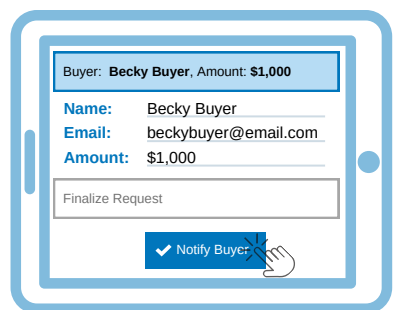 Buyer: Becky Buyer, Amount: $1,000
Name: Becky Buyer
Email: beckybuyer@email.com
Amount: $1,000
Finalize Request
Notify Buyer